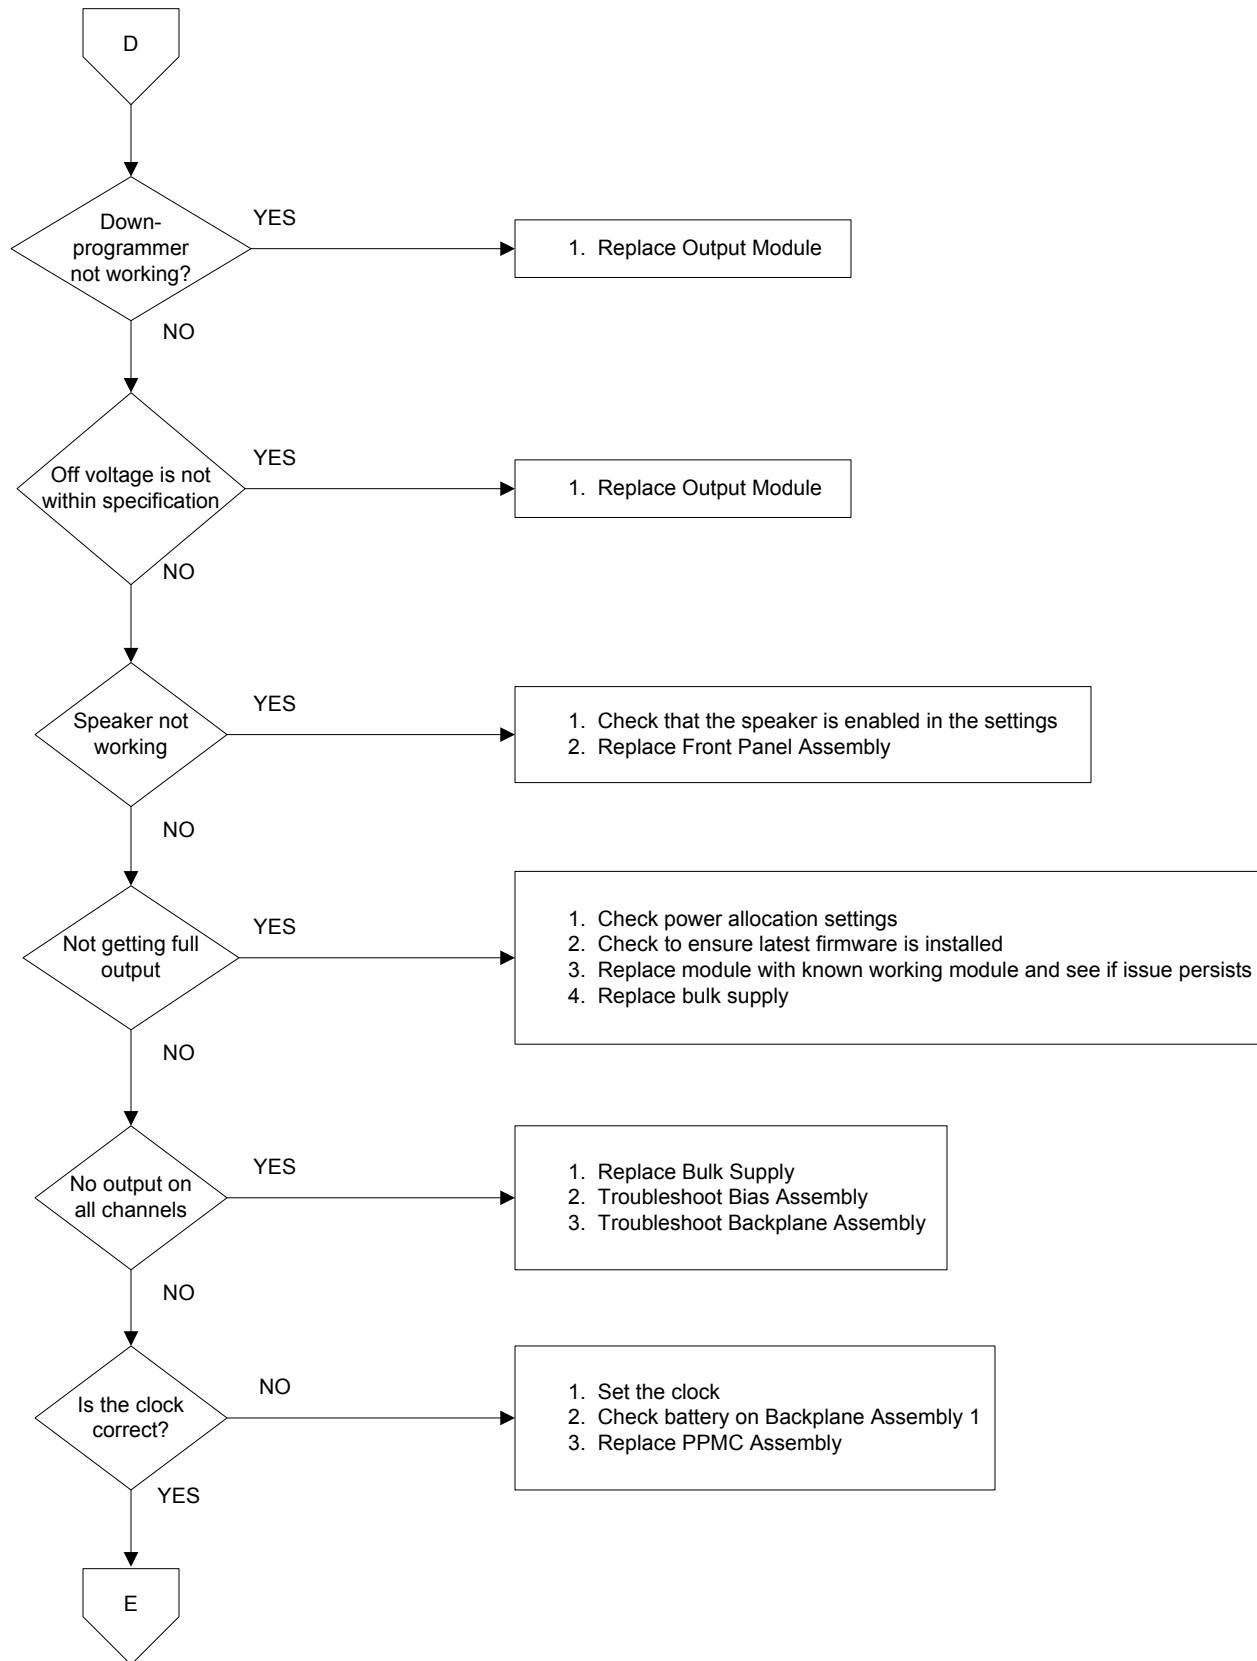 D
Down-
programmer
not working?
YES
1. Replace Output Module
NO
Off voltage is not
within specification
YES
1. Replace Output Module
NO
Speaker not
working
YES
1. Check that the speaker is enabled in the settings
2. Replace Front Panel Assembly
NO
Not getting full
output
YES
1. Check power allocation settings
2. Check to ensure latest firmware is installed
3. Replace module with known working module and see if issue persists
4. Replace bulk supply
NO
No output on
all channels
YES
1. Replace Bulk Supply
2. Troubleshoot Bias Assembly
3. Troubleshoot Backplane Assembly
NO
Is the clock
correct?
NO
1. Set the clock
2. Check battery on Backplane Assembly 1
3. Replace PPMC Assembly
YES
E